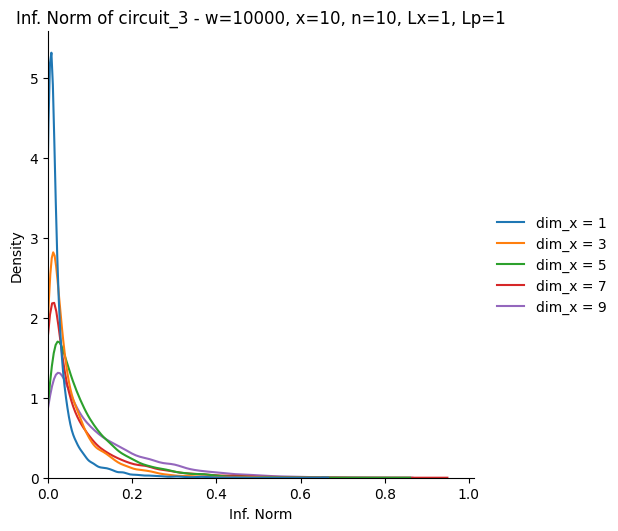 Inf. Norm of circuit_3 - w=10000, x=10, n=10, Lx=1, Lp=1
5
4
3
2
1
0
Density
0.0 0.2 0.4 0.6 0.8 1.0
Inf. Norm
dim_x = 1
dim_x = 3
dim_x = 5
dim_x = 7
dim_x = 9